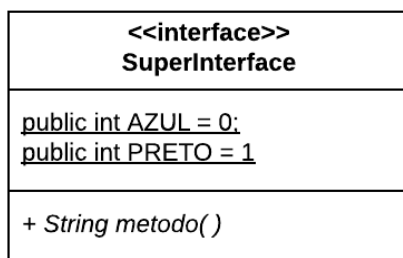 <<interface>>
SuperInterface
public int AZUL = 0;
public int PRETO = 1
+ String metodo( )